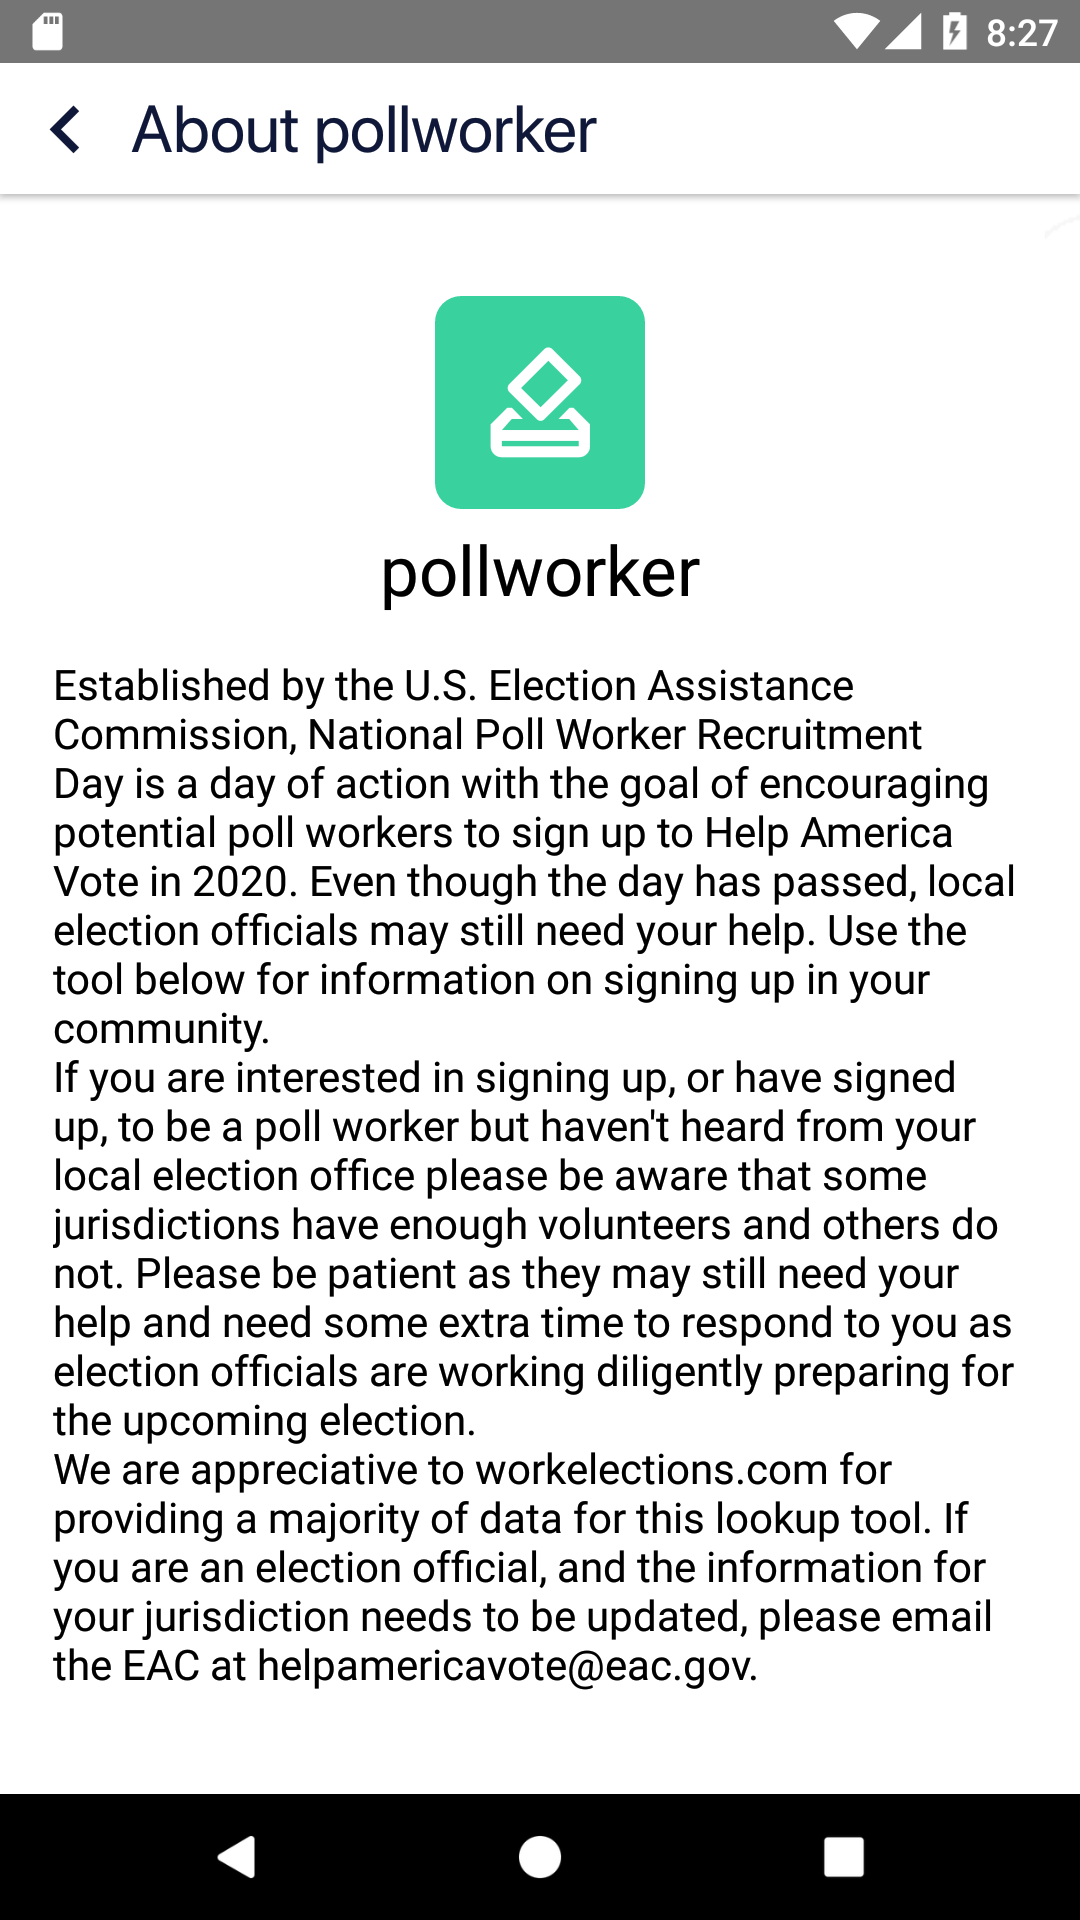 8:27
About pollworker
pollworker
Established by the U.S. Election Assistance
Commission, National Poll Worker Recruitment
Day is a day of action with the goal of encouraging
potential poll workers to sign up to Help America
Vote in 2020. Even though the day has passed, local
election officials may still need your help. Use the
tool below for information on signing up in your
community.
If you are interested in signing up, or have signed
up, to be a poll worker but haven't heard from your
local election office please be aware that some
jurisdictions have enough volunteers and others do
not. Please be patient as they may still need your
help and need some extra time to respond to you as
election officials are working diligently preparing for
the upcoming election.
We are appreciative to workelections.com for
providing a majority of data for this lookup tool. If
you are an election official, and the information for
your jurisdiction needs to be updated, please email
the EAC at helpamericavote@eac.gov.